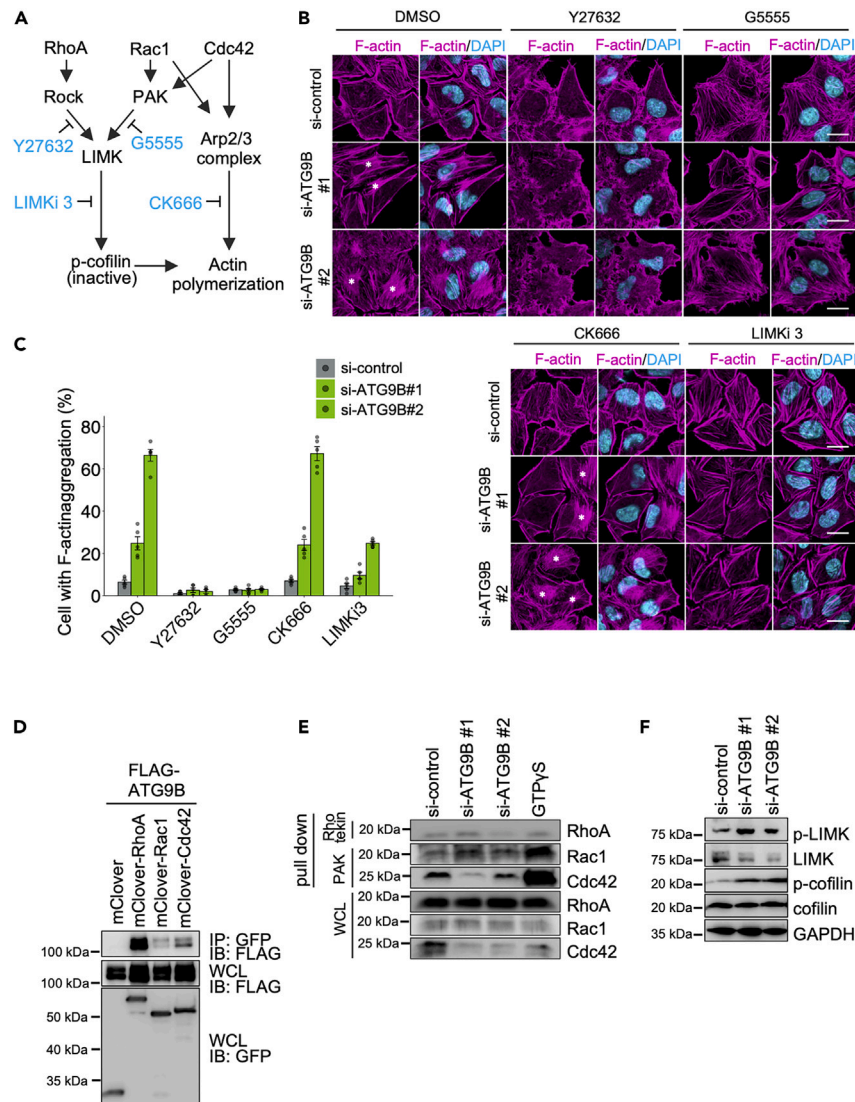 A
RhoA Rac1 Cdc42
Rock PAK
Y27632 G5555
LIMK
Arp2/3
complex
LIMKi 3 CK666
p-cofilin
(inactive)
Actin
polymerization
B
DMSO Y27632 G5555
F-actin F-actin/DAPI F-actin F-actin/DAPI F-actin F-actin/DAPI
si-control
si-ATG9B
#1
* *
si-ATG9B
#2
* *
CK666 LIMKi 3
F-actin F-actin/DAPI F-actin F-actin/DAPI
si-control
si-ATG9B
#1
* *
si-ATG9B
#2
* * *
C
si-control
si-ATG9B#1
si-ATG9B#2
Cell with F-actinaggregation (%)
80
60
40
20
0
DMSO
Y27632
G5555
CK666
LIMKi3
D
FLAG-
ATG9B
mClover
mClover-RhoA
mClover-Rac1
mClover-Cdc42
100 kDa
IP: GFP
IB: FLAG
100 kDa
WCL
IB: FLAG
50 kDa
40 kDa
35 kDa
WCL
IB: GFP
E
si-control
si-ATG9B #1
si-ATG9B #2
GTPγS
pull down
Rho
tekin
PAK
WCL
20 kDa RhoA
20 kDa Rac1
25 kDa Cdc42
20 kDa RhoA
20 kDa Rac1
25 kDa Cdc42
F
si-control
si-ATG9B #1
si-ATG9B #2
75 kDa p-LIMK
75 kDa LIMK
20 kDa p-cofilin
20 kDa cofilin
35 kDa GAPDH